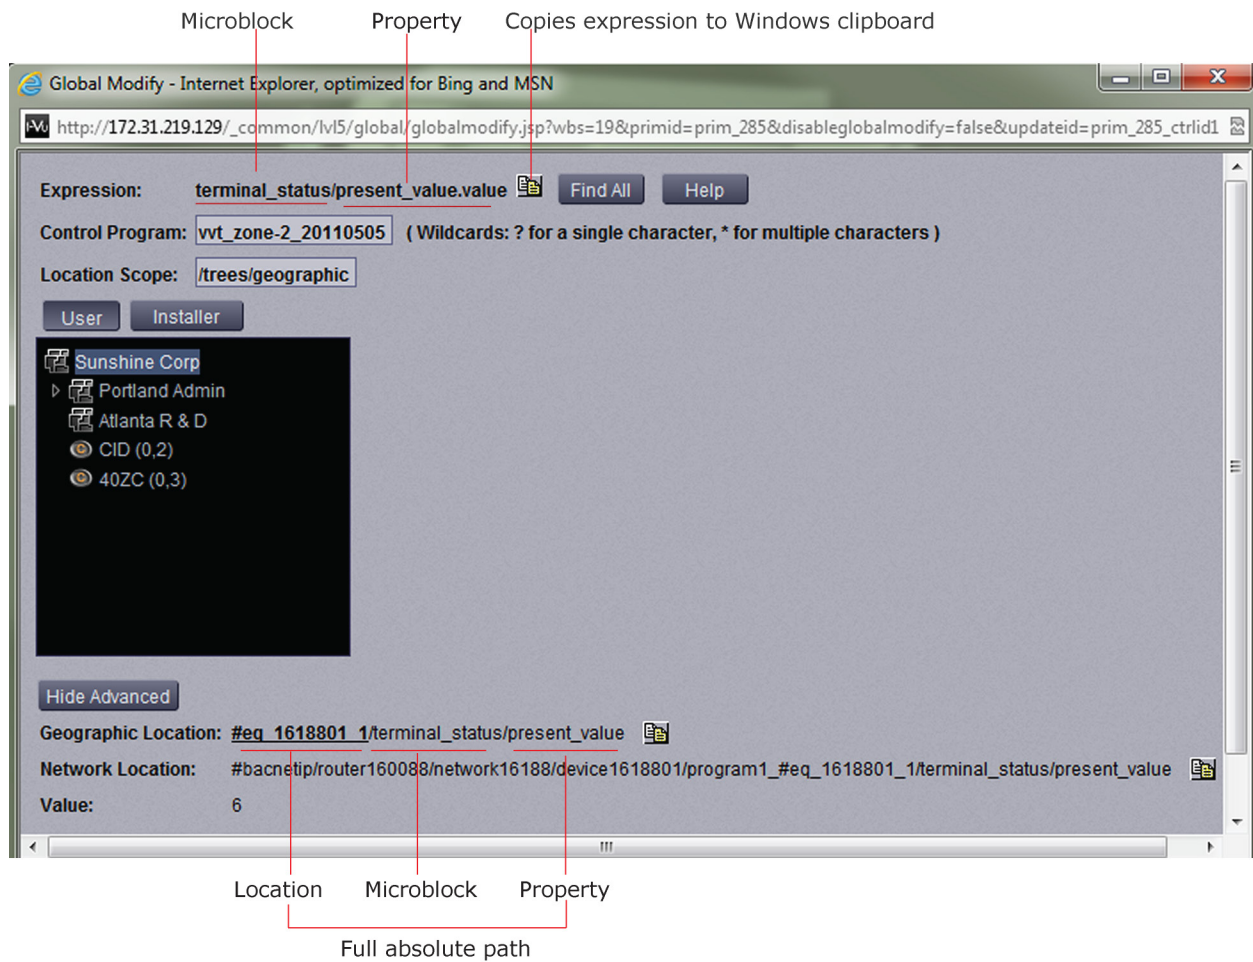 Microblock Property Copies expression to Windows clipboard
Global Modify - Internet Explorer, optimized for Bing and MSN
i-Vu http://172.31.219.129/_common/lvl5/global/globalmodify.jsp?wbs=19&primid=prim_285&disableglobalmodify=false&updateid=prim_285_ctrlid1
Expression: terminal_status/present_value.value Find All Help
Control Program: vvt_zone-2_20110505 ( Wildcards: ? for a single character, * for multiple characters )
Location Scope: /trees/geographic
User Installer
Sunshine Corp
Portland Admin
Atlanta R & D
CID (0,2)
40ZC (0,3)
Hide Advanced
Geographic Location: #eq_1618801_1/terminal_status/present_value
Network Location: #bacnetip/router160088/network16188/device1618801/program1_#eq_1618801_1/terminal_status/present_value
Value: 6
Location Microblock Property
Full absolute path